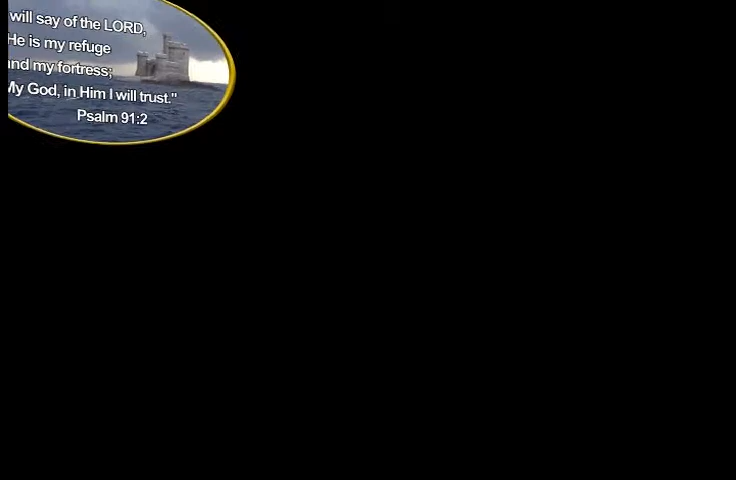 will say of the LORD,
He is my refuge
and my fortress;
My God, in Him I will trust."
Psalm 91:2